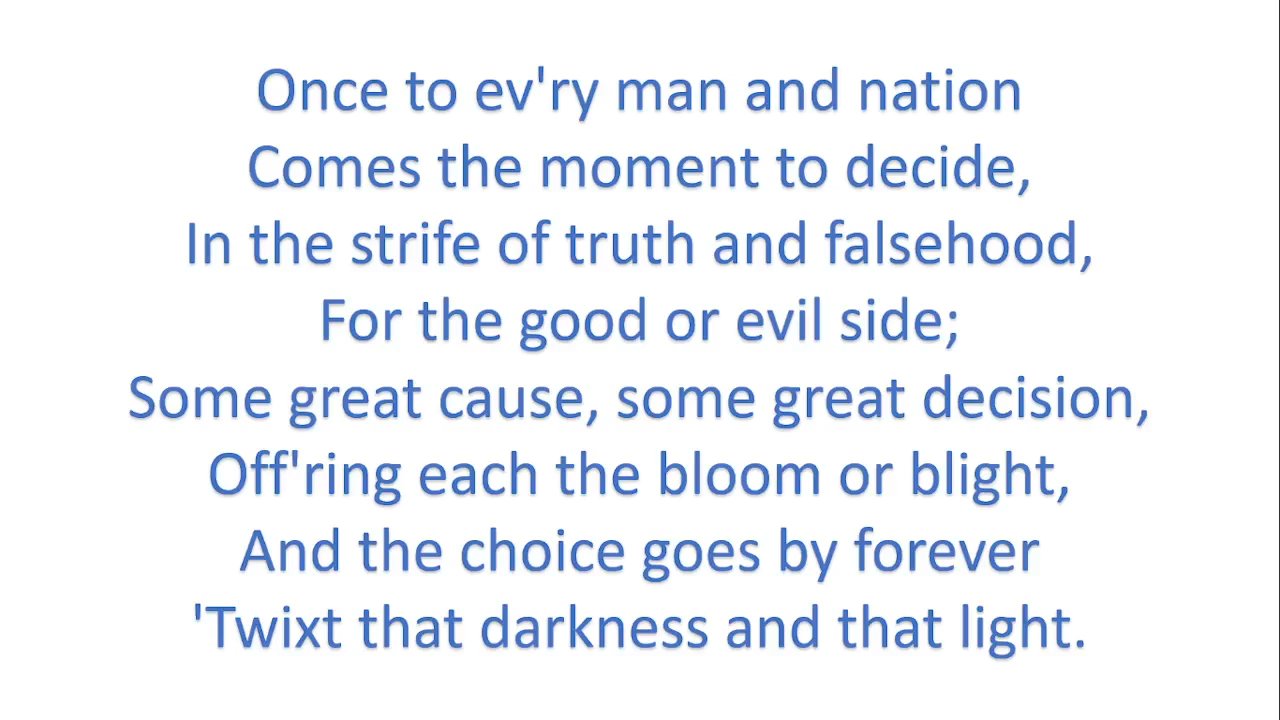 Once to ev'ry man and nation
Comes the moment to decide,
In the strife of truth and falsehood,
For the good or evil side;
Some great cause, some great decision,
Off'ring each the bloom or blight,
And the choice goes by forever
'Twixt that darkness and that light.